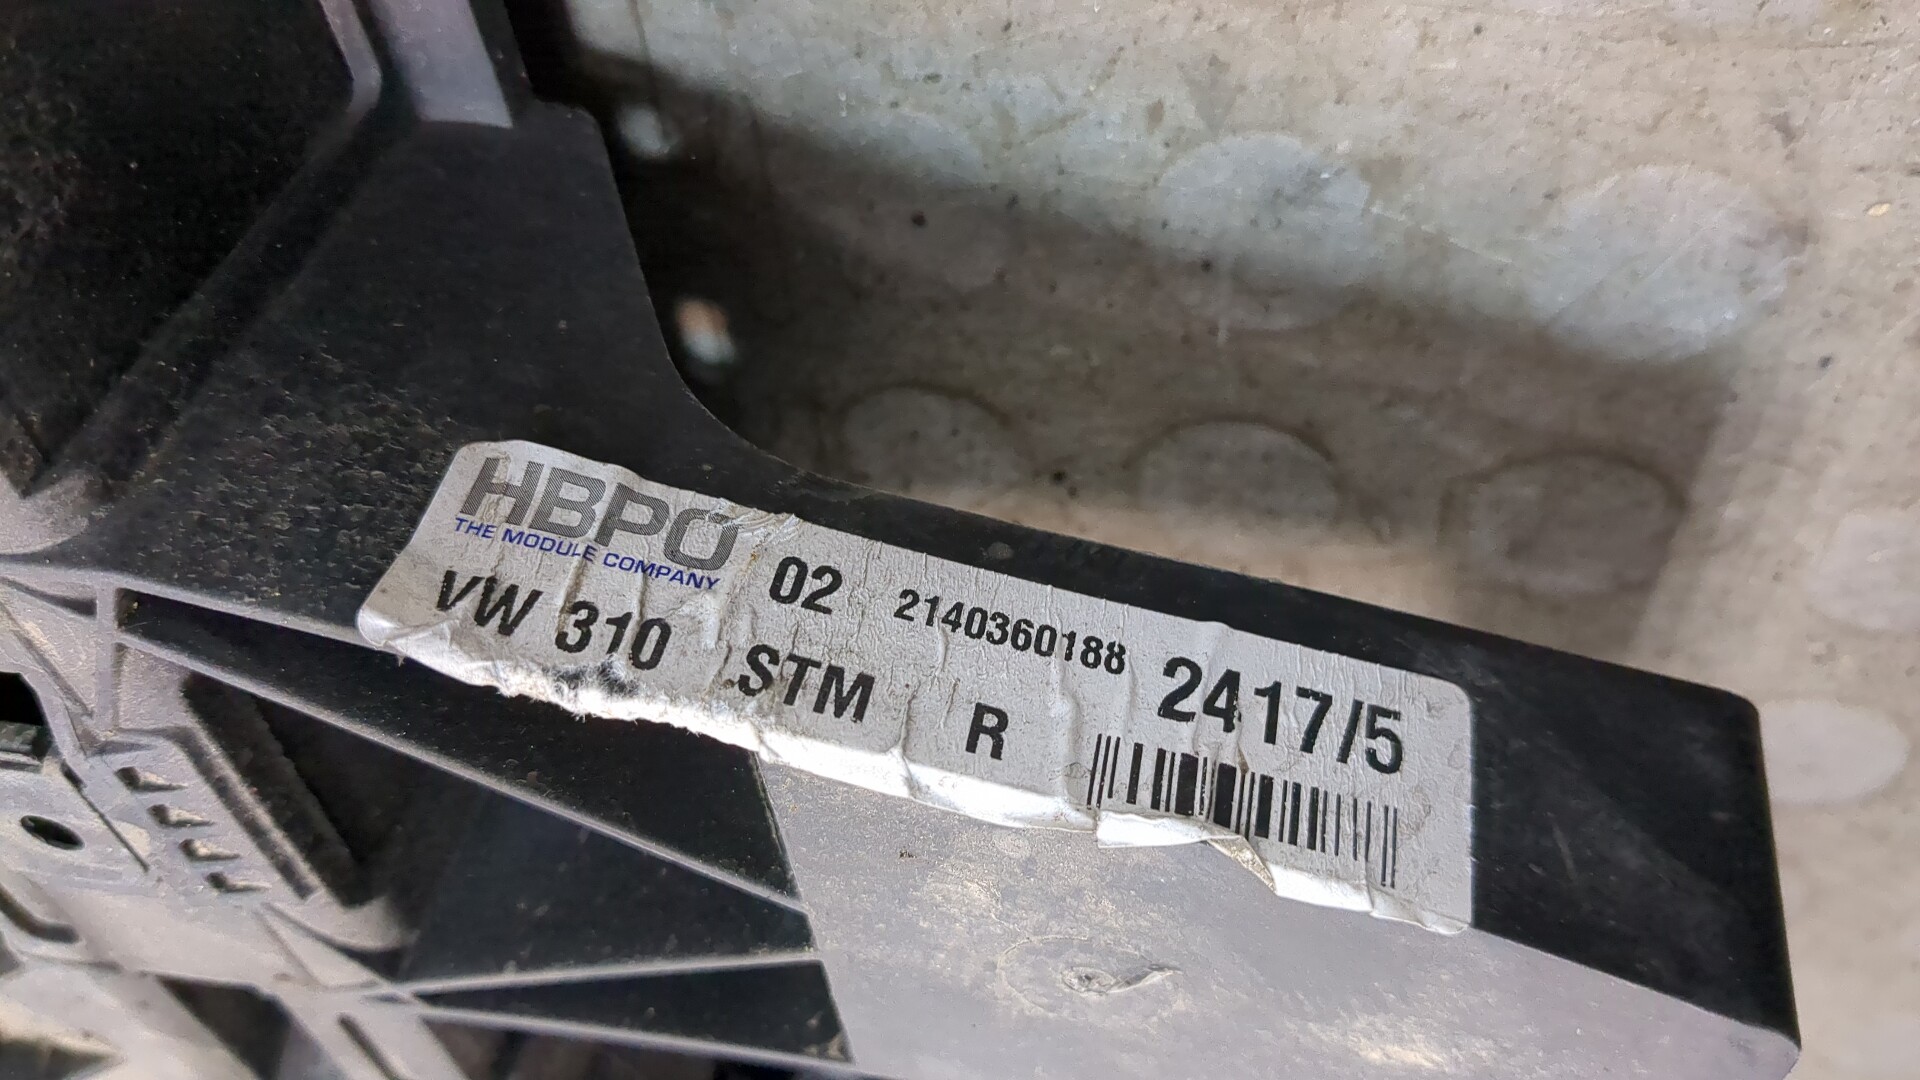 HBPO
THE MODULE COMPANY
02 2140360188 2417/5
VW 310 STM R